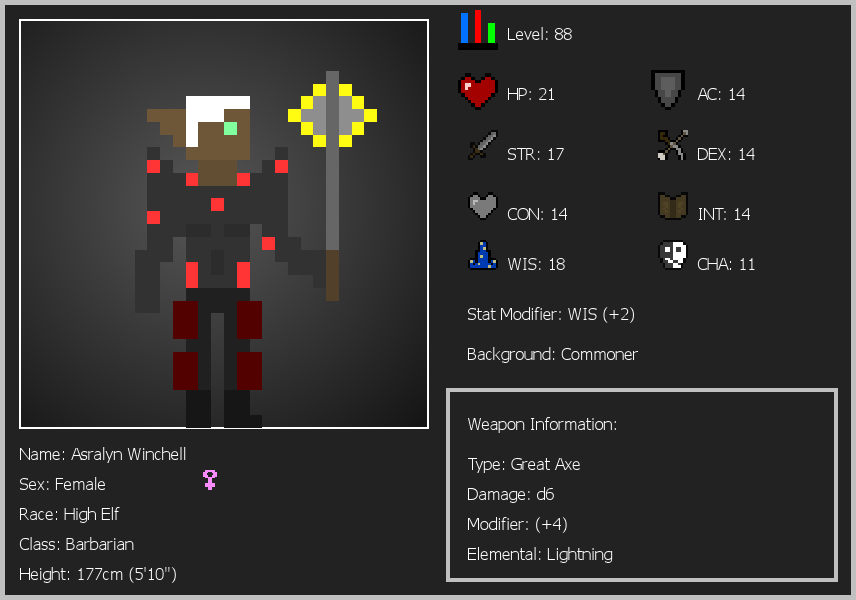 Level: 88
HP: 21
AC: 14
STR: 17
DEX: 14
CON: 14
INT: 14
WIS: 18
CHA: 11
Stat Modifier: WIS (+2)
Background: Commoner
Weapon Information:
Type: Great Axe
Damage: d6
Modifier: (+4)
Elemental: Lightning
Name: Asralyn Winchell
Sex: Female
Race: High Elf
Class: Barbarian
Height: 177cm (5'10")